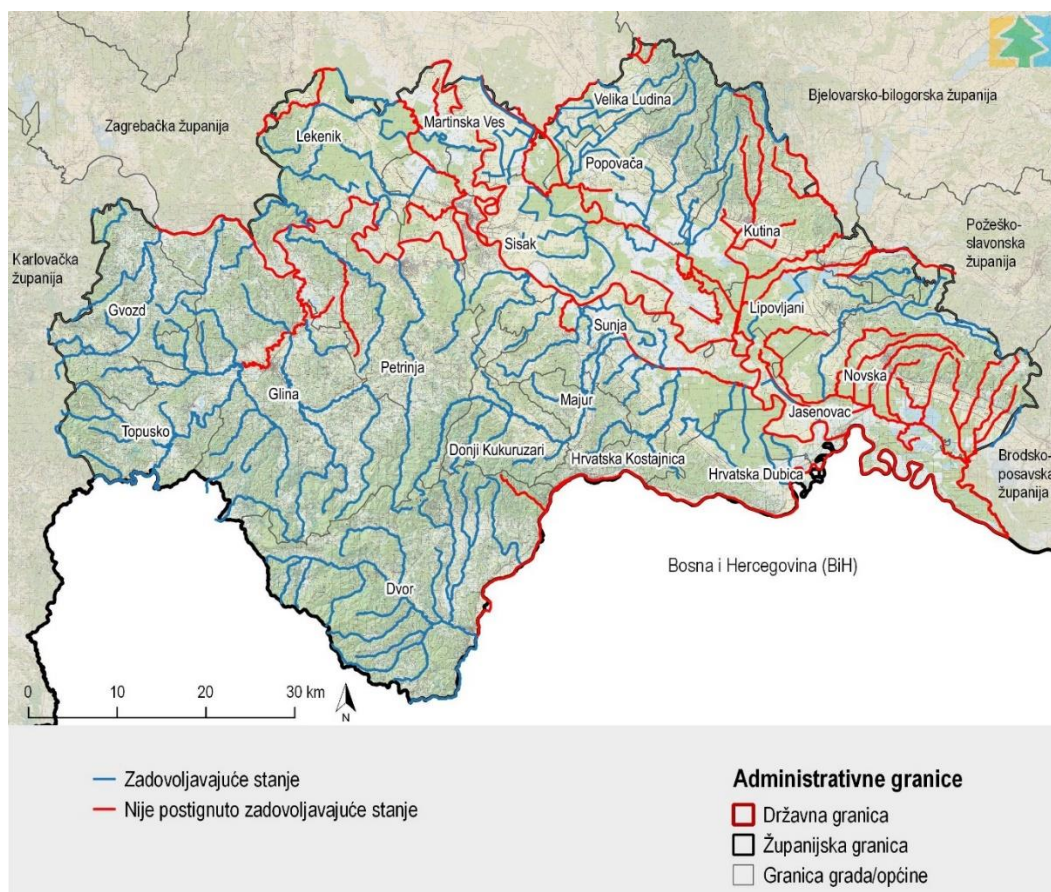 Velika Ludina
Bjelovarsko-bilogorska županija
Zagrebačka županija
Martinska Ves
Lekenik
Popovača
Kutina
Požeško-
slavonska
županija
Sisak
Karlovačka
županija
Gvozd
Lipovljani
Sunja
Petrinja
Novska
Glina
Majur
Jasenovac
Topusko
Donji Kukuruzari
Hrvatska Kostajnica
Hrvatska Dubica
Brodsko-
posavska
županija
Bosna i Hercegovina (BiH)
Dvor
0 10 20 30 km
N
Zadovoljavajuće stanje
Nije postignuto zadovoljavajuće stanje
Administrativne granice
Državna granica
Županijska granica
Granica grada/općine